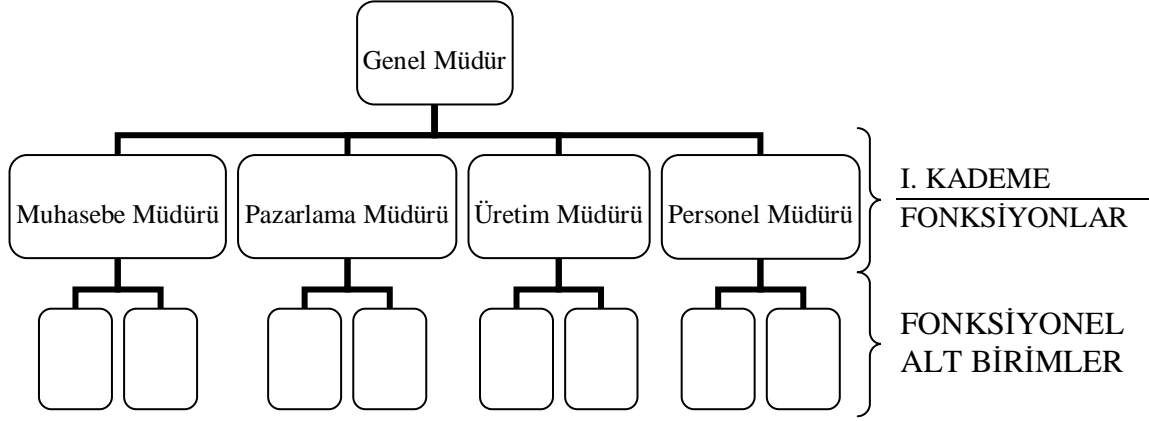 Genel Müdür
Muhasebe Müdürü
Pazarlama Müdürü
Üretim Müdürü
Personel Müdürü
I. KADEME
FONKSİYONLAR
FONKSİYONEL
ALT BİRİMLER